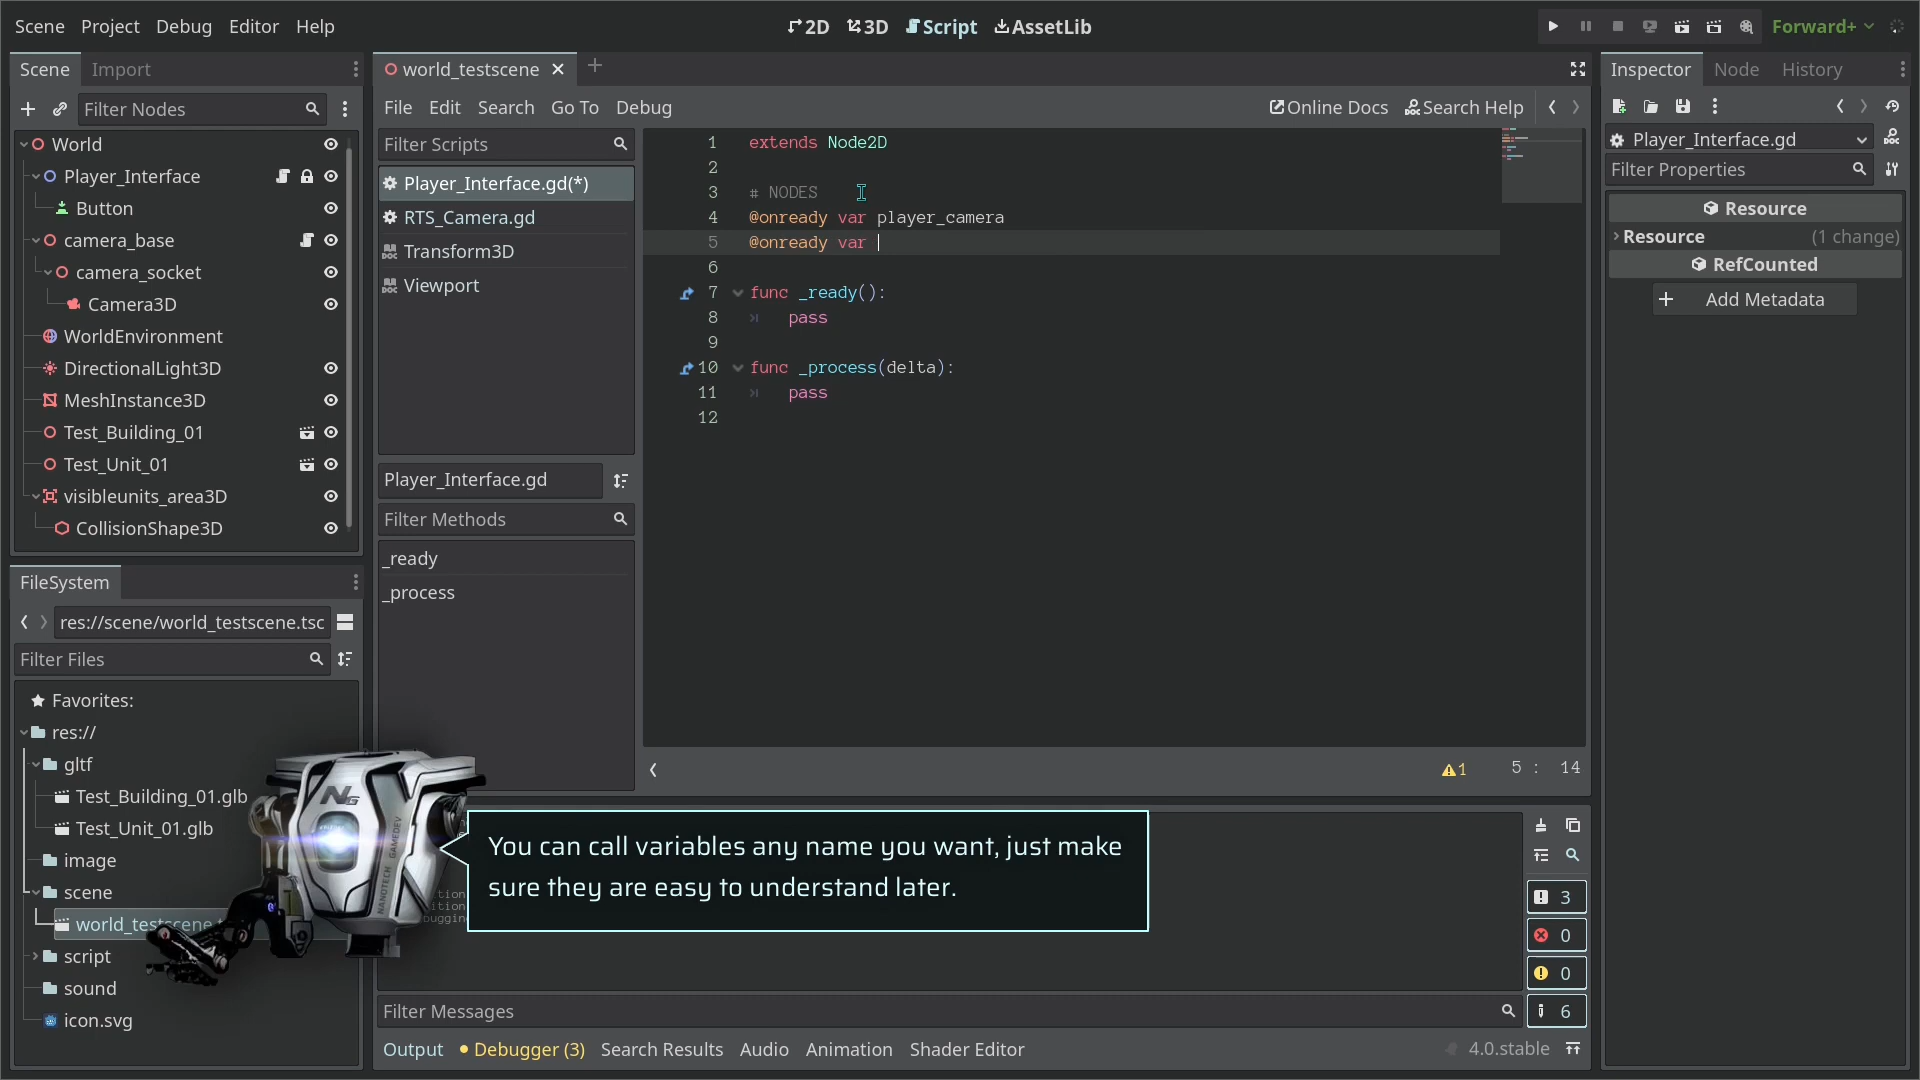 Scene Project Debug Editor Help
2D 3D Script AssetLib
Forward+
Scene Import
Filter Nodes
World
Player_Interface
Button
camera_base
camera_socket
Camera3D
WorldEnvironment
DirectionalLight3D
MeshInstance3D
Test_Building_01
Test_Unit_01
visibleunits_area3D
CollisionShape3D
FileSystem
res://scene/world_testscene.tsc
Filter Files
Favorites:
res://
gltf
Test_Building_01.glb
Test_Unit_01.glb
image
scene
world_testscene.t
script
sound
icon.svg
world_testscene
File Edit Search Go To Debug
Online Docs Search Help
Filter Scripts
Player_Interface.gd(*)
RTS_Camera.gd
Transform3D
Viewport
Player_Interface.gd
Filter Methods
_ready
_process
1 extends Node2D
2
3 # NODES
4 @onready var player_camera
5 @onready var
6
7 func _ready():
8 pass
9
10 func _process(delta):
11 pass
12
1 5 : 14
NG
NANOTECH GAMEDEV
You can call variables any name you want, just make
sure they are easy to understand later.
3
0
0
6
Filter Messages
Output Debugger (3) Search Results Audio Animation Shader Editor
4.0.stable
Inspector Node History
Player_Interface.gd
Filter Properties
Resource
Resource (1 change)
RefCounted
Add Metadata